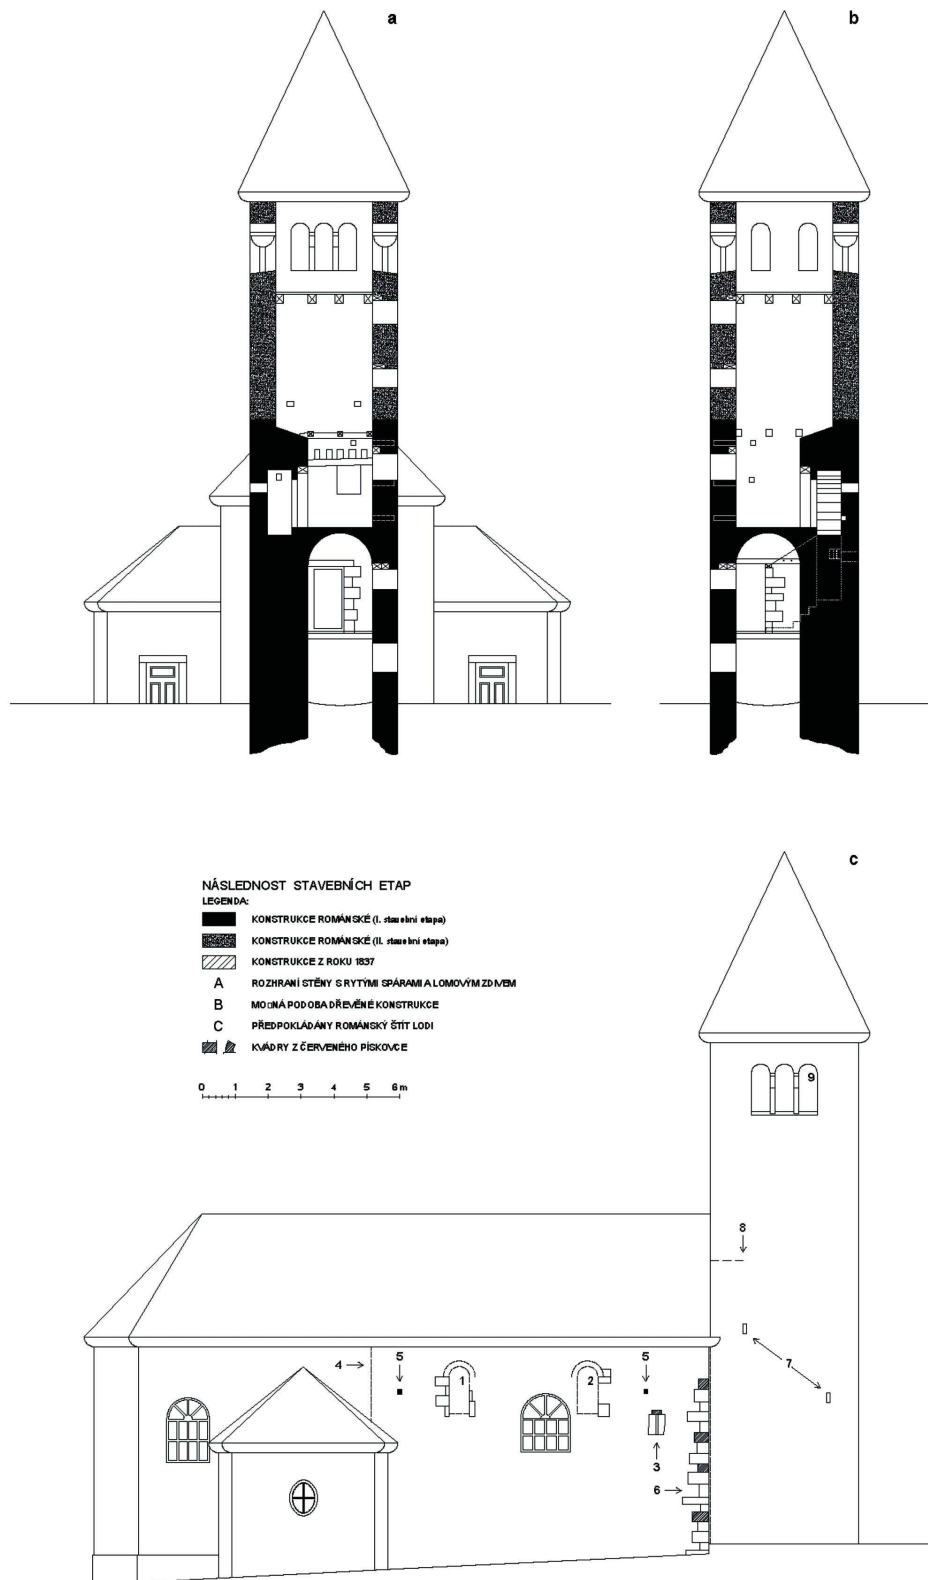 a
b
NÁSLEDNOST STAVEBNÍCH ETAP
LEGENDA:
KONSTRUKCE ROMÁNSKÉ (I. stavební etapa)
KONSTRUKCE ROMÁNSKÉ (II. stavební etapa)
KONSTRUKCE Z ROKU 1837
A ROZHRANÍ STĚNY S RYTÝMI SPÁRAMI A LOMOVÝM ZDIVEM
B MO□NÁ PODOBA DŘEVĚNÉ KONSTRUKCE
C PŘEDPOKLÁDANÝ ROMÁNSKÝ ŠTÍT LODI
KVÁDRY Z ČERVENÉHO PÍSKOVCE
0 1 2 3 4 5 6 m
c
9
8
7
4
5
1
2
5
3
6